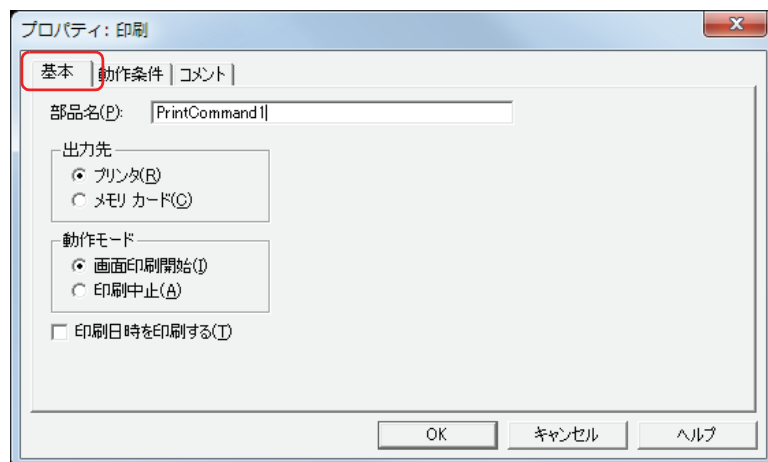 プロパティ: 印刷
基本 動作条件 コメント
部品名(P): PrintCommand1
出力先
プリンタ(R)
メモリ カード(C)
動作モード
画面印刷開始(I)
印刷中止(A)
印刷日時を印刷する(T)
OK キャンセル ヘルプ